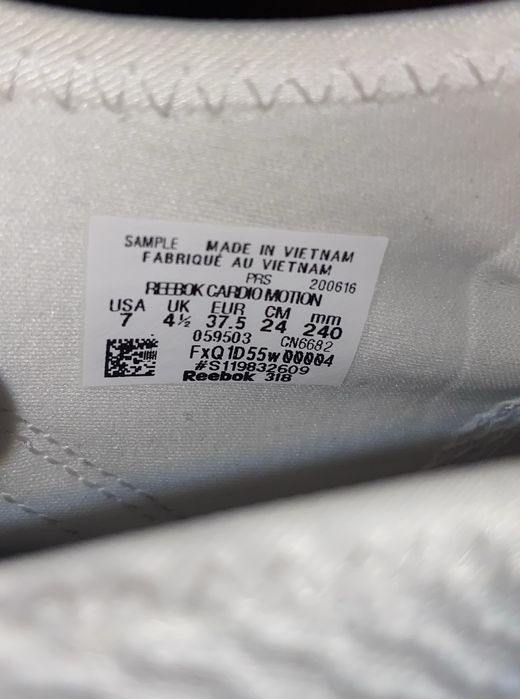 SAMPLE MADE IN VIETNAM
FABRIQUÉ AU VIETNAM
PRS 200616
REEBOK CARDIO MOTION
USA UK EUR CM mm
7 4½ 37.5 24 240
059503 CN6682
FxQ1D55w00004
#S119832609
Reebok 318